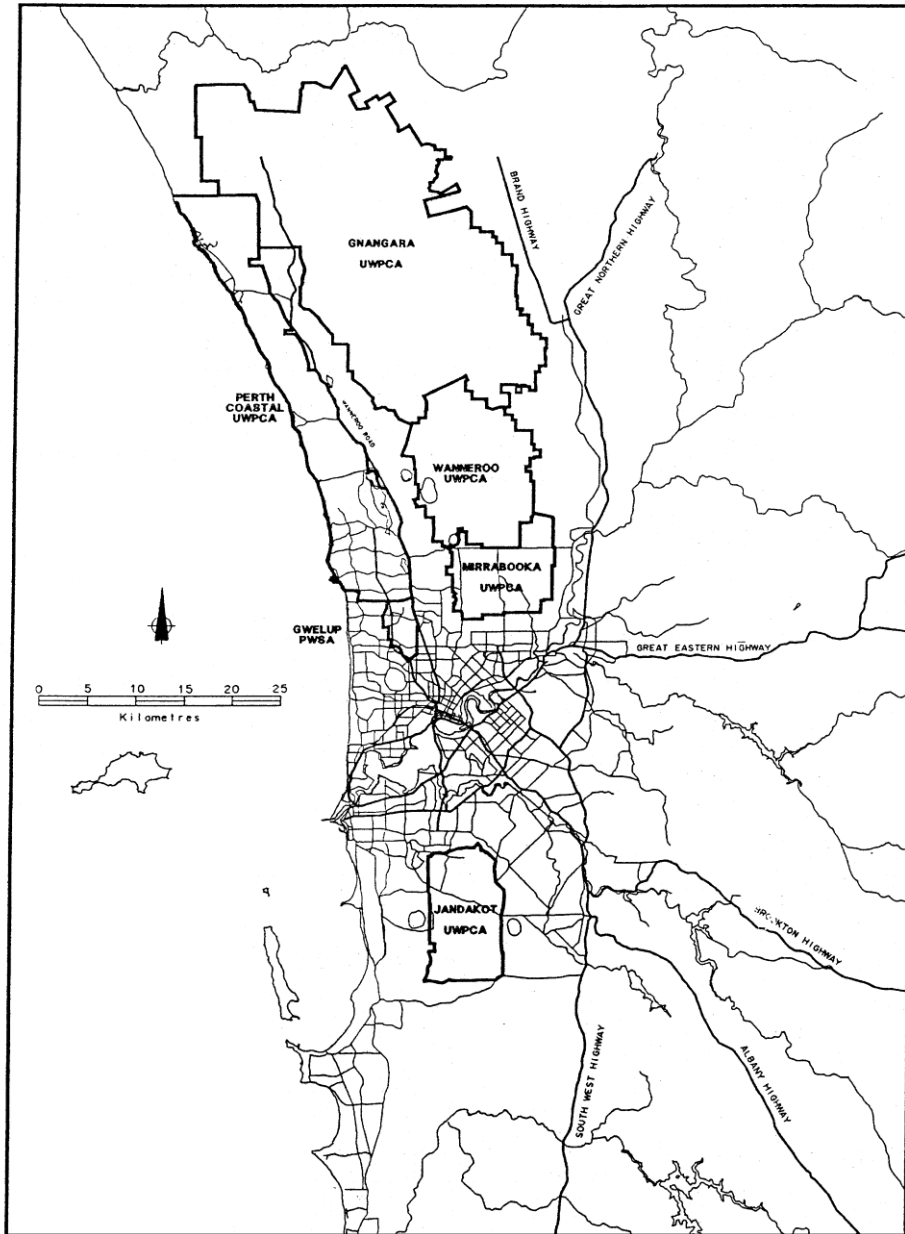 BRAND HIGHWAY
GREAT NORTHERN HIGHWAY
GNANGARA
UWPCA
PERTH
COASTAL
UWPCA
WANNEROO ROAD
WANNEROO
UWPCA
MIRRABOOKA
UWPCA
GWELUP
PWSA
GREAT EASTERN HIGHWAY
0 5 10 15 20 25
Kilometres
JANDAKOT
UWPCA
BROOKTON HIGHWAY
ALBANY HIGHWAY
SOUTH WEST HIGHWAY